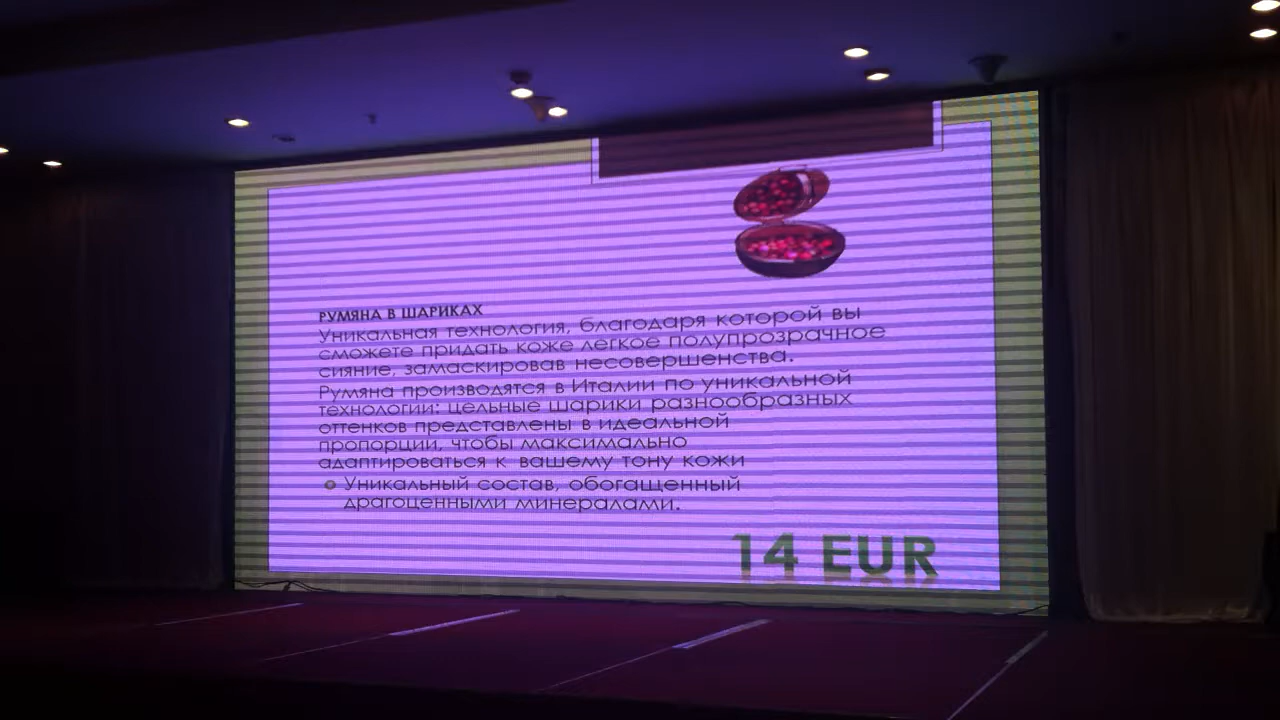 РУМЯНА В ШАРИКАХ
Уникальная технология, благодаря которой вы
сможете придать коже легкое полупрозрачное
сияние, замаскировав несовершенства.
Румяна производятся в Италии по уникальной
технологии: цельные шарики разнообразных
оттенков представлены в идеальной
пропорции, чтобы максимально
адаптироваться к вашему тону кожи
Уникальный состав, обогащенный
драгоценными минералами.
14 EUR